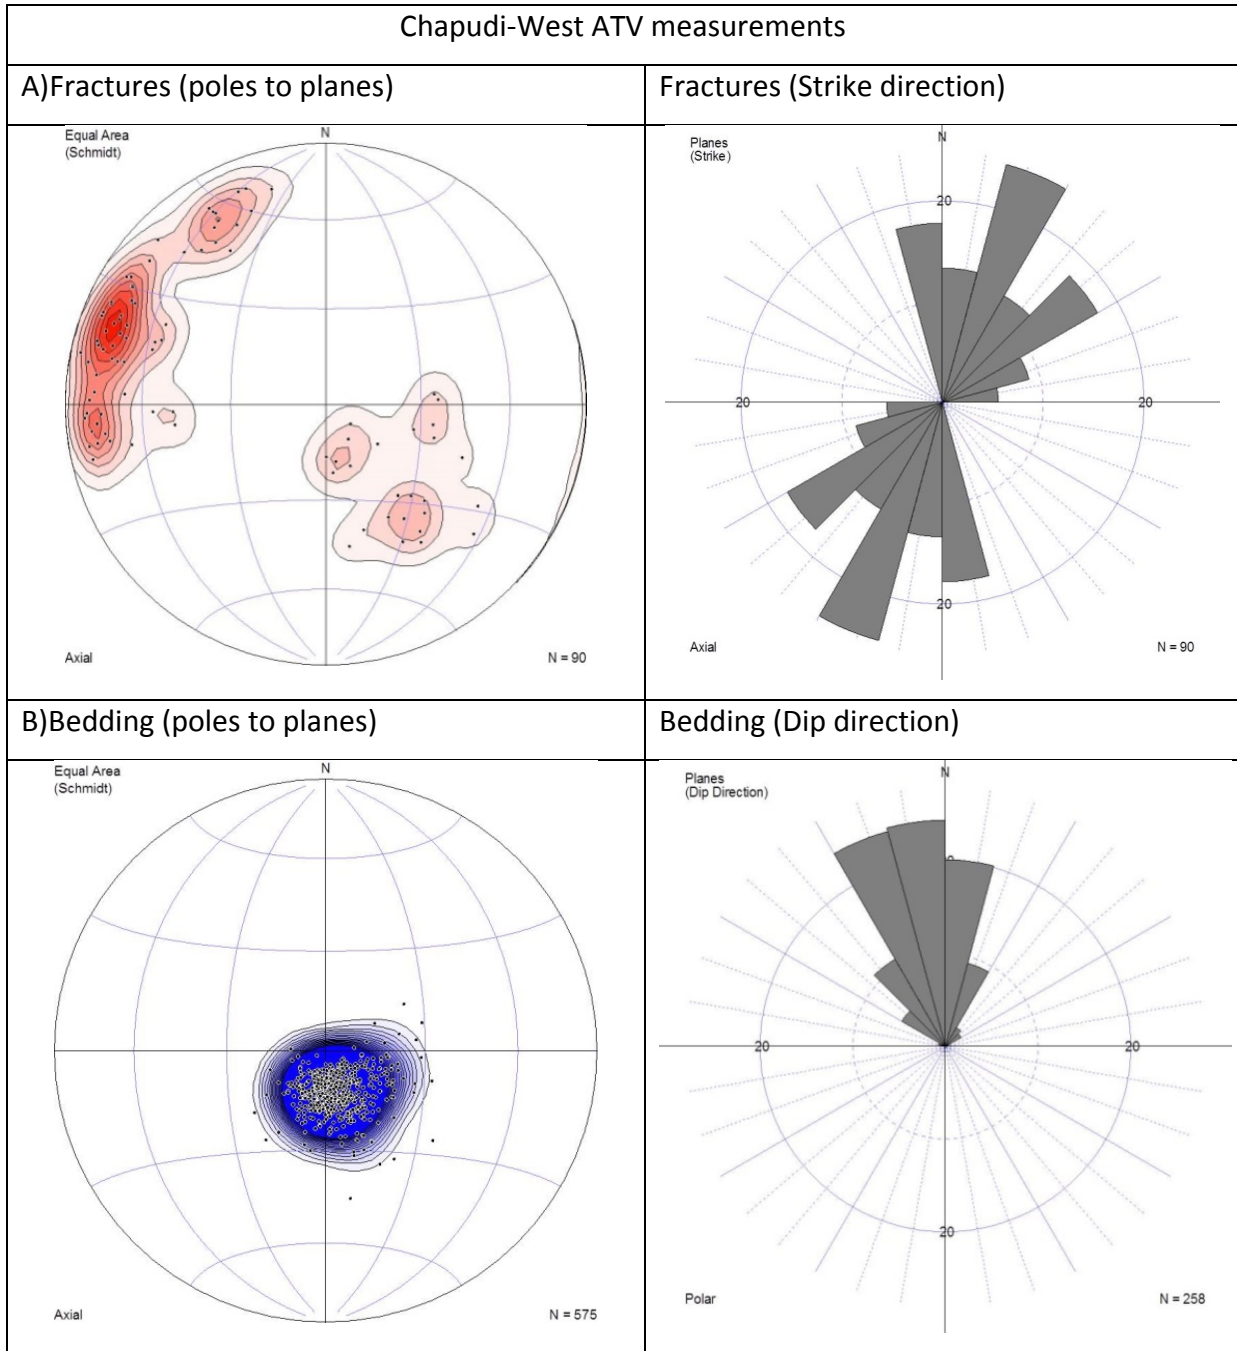 Chapudi-West ATV measurements
A)Fractures (poles to planes)
Fractures (Strike direction)
Equal Area
(Schmidt)
N
Axial
N = 90
Planes
(Strike)
N
20
20
20
20
Axial
N = 90
B)Bedding (poles to planes)
Bedding (Dip direction)
Equal Area
(Schmidt)
N
Axial
N = 575
Planes
(Dip Direction)
N
20
20
20
Polar
N = 258